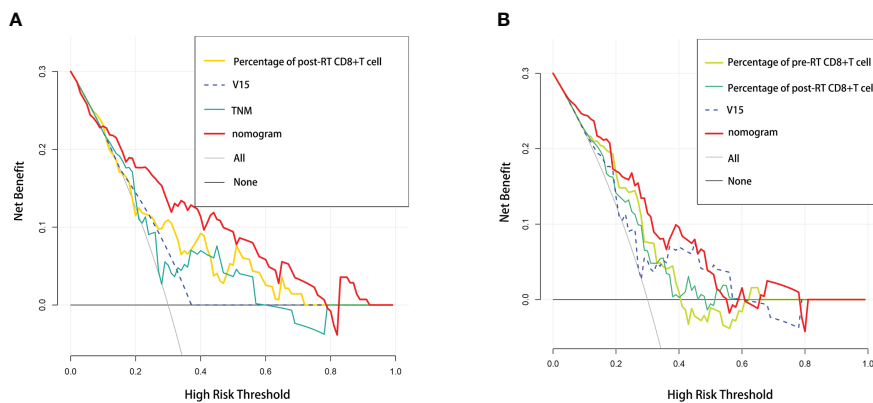 A
Percentage of post-RT CD8+T cell
V15
TNM
nomogram
All
None
Net Benefit
0.3
0.2
0.1
0.0
0.0 0.2 0.4 0.6 0.8 1.0
High Risk Threshold
B
Percentage of pre-RT CD8+T cell
Percentage of post-RT CD8+T cell
V15
nomogram
All
None
Net Benefit
0.3
0.2
0.1
0.0
0.0 0.2 0.4 0.6 0.8 1.0
High Risk Threshold